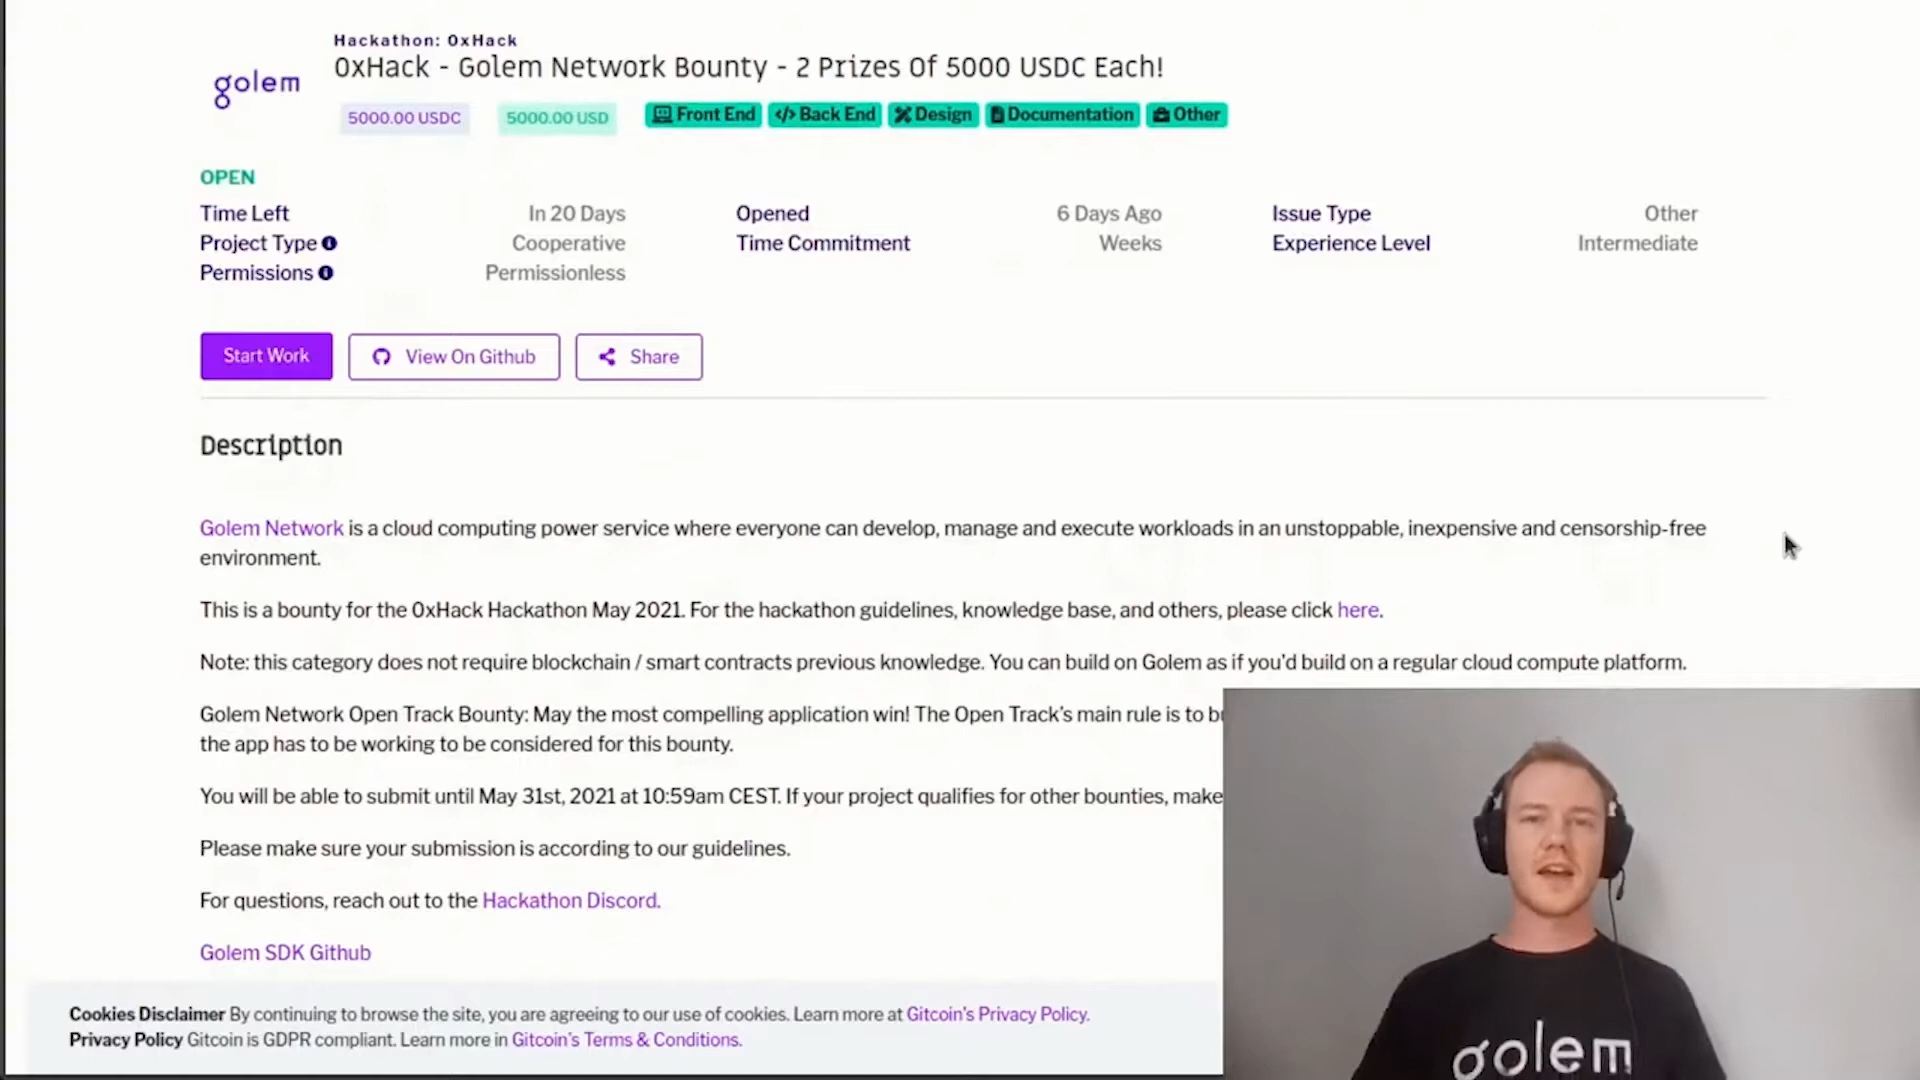 Hackathon: 0xHack
golem
0xHack - Golem Network Bounty - 2 Prizes Of 5000 USDC Each!
5000.00 USDC 5000.00 USD Front End Back End Design Documentation Other
OPEN
Time Left In 20 Days Opened 6 Days Ago Issue Type Other
Project Type Cooperative Time Commitment Weeks Experience Level Intermediate
Permissions Permissionless
Start Work View On Github Share
Description
Golem Network is a cloud computing power service where everyone can develop, manage and execute workloads in an unstoppable, inexpensive and censorship-free
environment.
This is a bounty for the 0xHack Hackathon May 2021. For the hackathon guidelines, knowledge base, and others, please click here.
Note: this category does not require blockchain / smart contracts previous knowledge. You can build on Golem as if you'd build on a regular cloud compute platform.
Golem Network Open Track Bounty: May the most compelling application win! The Open Track's main rule is to
the app has to be working to be considered for this bounty.
You will be able to submit until May 31st, 2021 at 10:59am CEST. If your project qualifies for other bounties, make
Please make sure your submission is according to our guidelines.
For questions, reach out to the Hackathon Discord.
Golem SDK Github
Cookies Disclaimer By continuing to browse the site, you are agreeing to our use of cookies. Learn more at Gitcoin's Privacy Policy.
Privacy Policy Gitcoin is GDPR compliant. Learn more in Gitcoin's Terms & Conditions.
golem